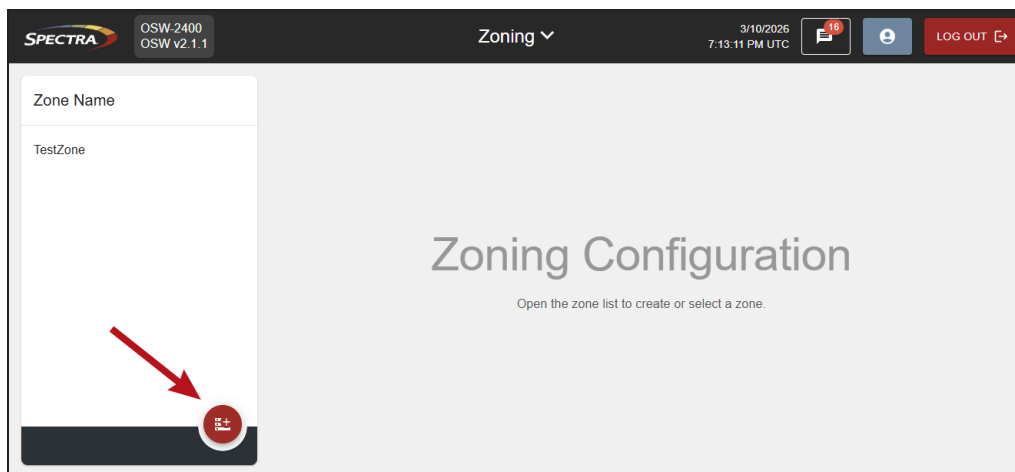 SPECTRA
OSW-2400
OSW v2.1.1
Zoning
3/10/2026
7:13:11 PM UTC
16
LOG OUT
Zone Name
TestZone
Zoning Configuration
Open the zone list to create or select a zone.